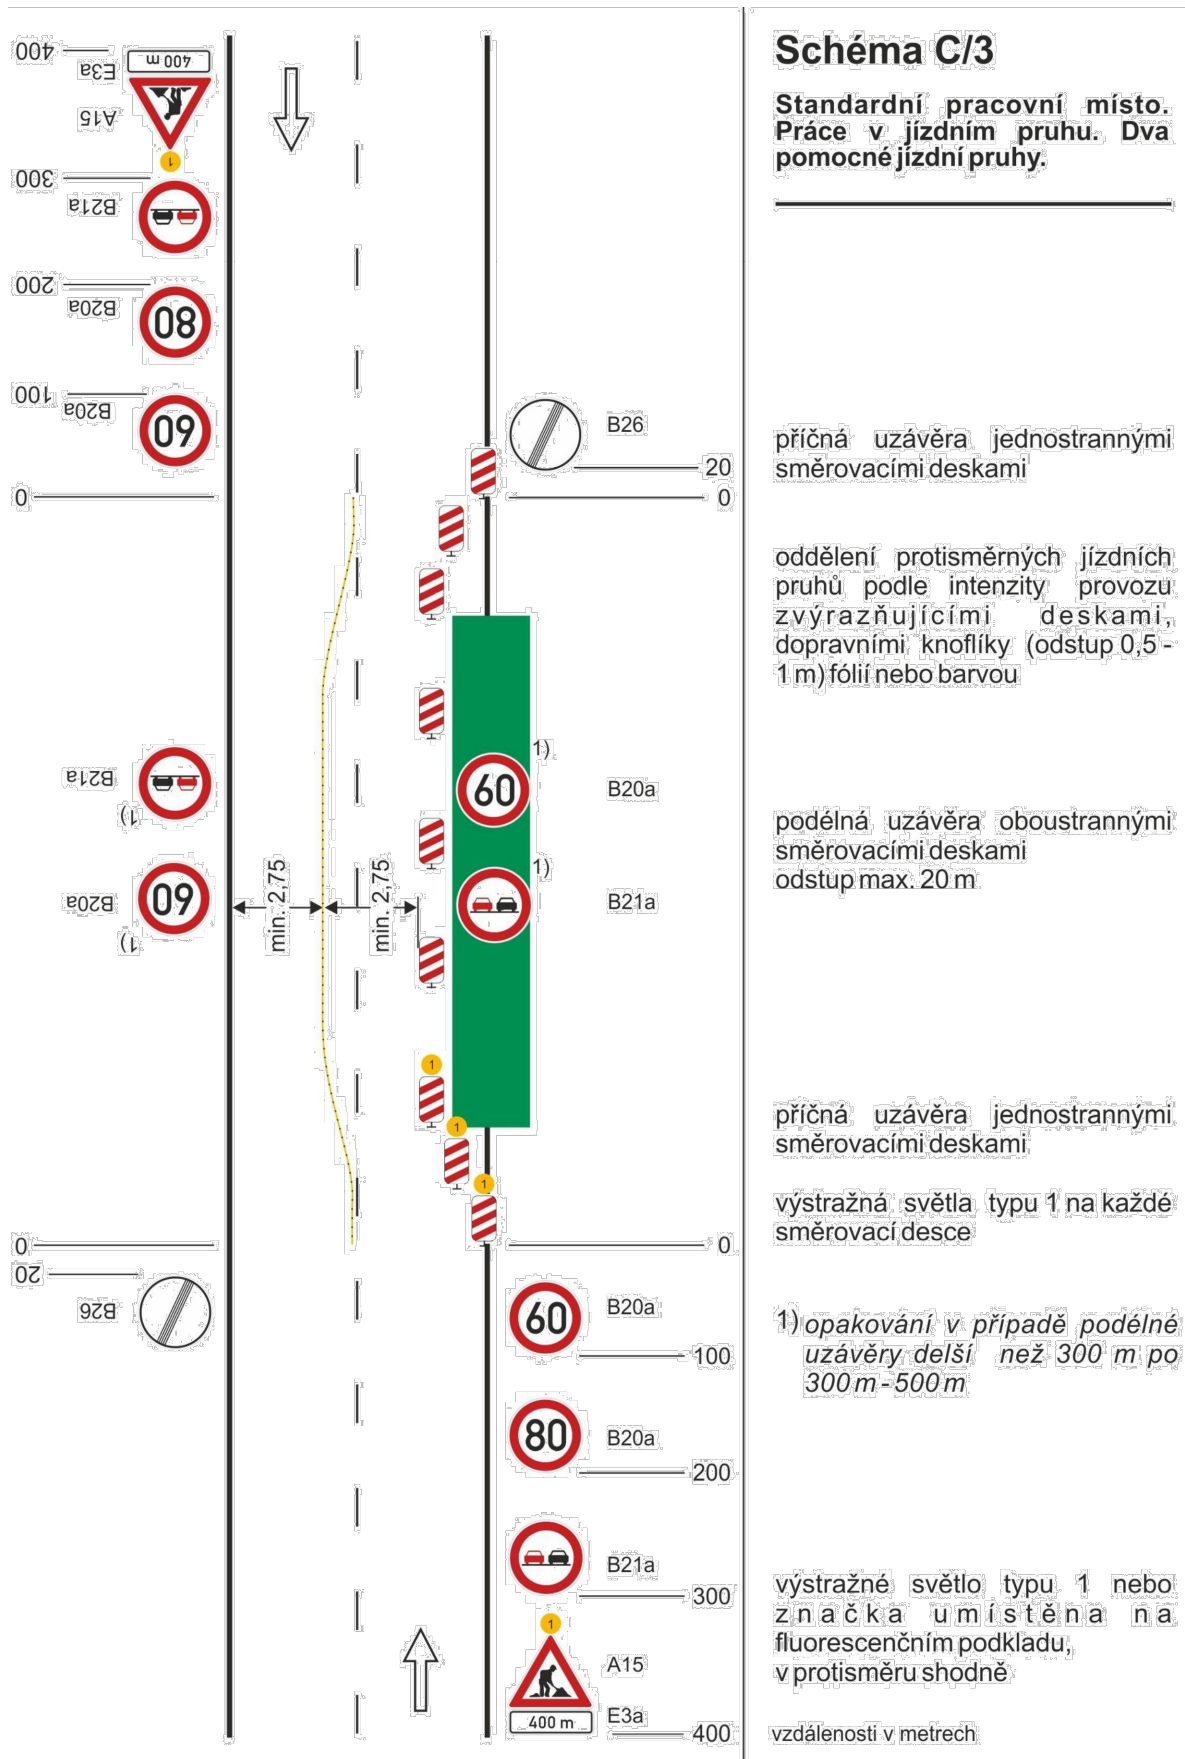 Schéma C/3
Standardní pracovní místo.
Práce v jízdním pruhu. Dva
pomocné jízdní pruhy.
400
400 m
E3a
A15
1
300
B21a
200
B20a
80
100
B20a
60
0
B26
20
0
příčná uzávěra jednostrannými
směrovacími deskami
oddělení protisměrných jízdních
pruhů podle intenzity provozu
zvýrazňujícími deskami,
dopravními knoflíky (odstup 0,5 -
1 m) fólií nebo barvou
B21a
1)
1)
60
B20a
podélná uzávěra oboustrannými
směrovacími deskami
odstup max. 20 m
B20a
60
1)
min. 2,75
min. 2,75
1)
B21a
1
1
1
příčná uzávěra jednostrannými
směrovacími deskami
výstražná světla typu 1 na každé
směrovací desce
0
20
B26
0
60
B20a
100
1) opakování v případě podélné
uzávěry delší než 300 m po
300 m - 500 m
80
B20a
200
B21a
300
1
A15
400 m
E3a
400
výstražné světlo typu 1 nebo
značka umístěna na
fluorescenčním podkladu,
v protisměru shodně
vzdálenosti v metrech